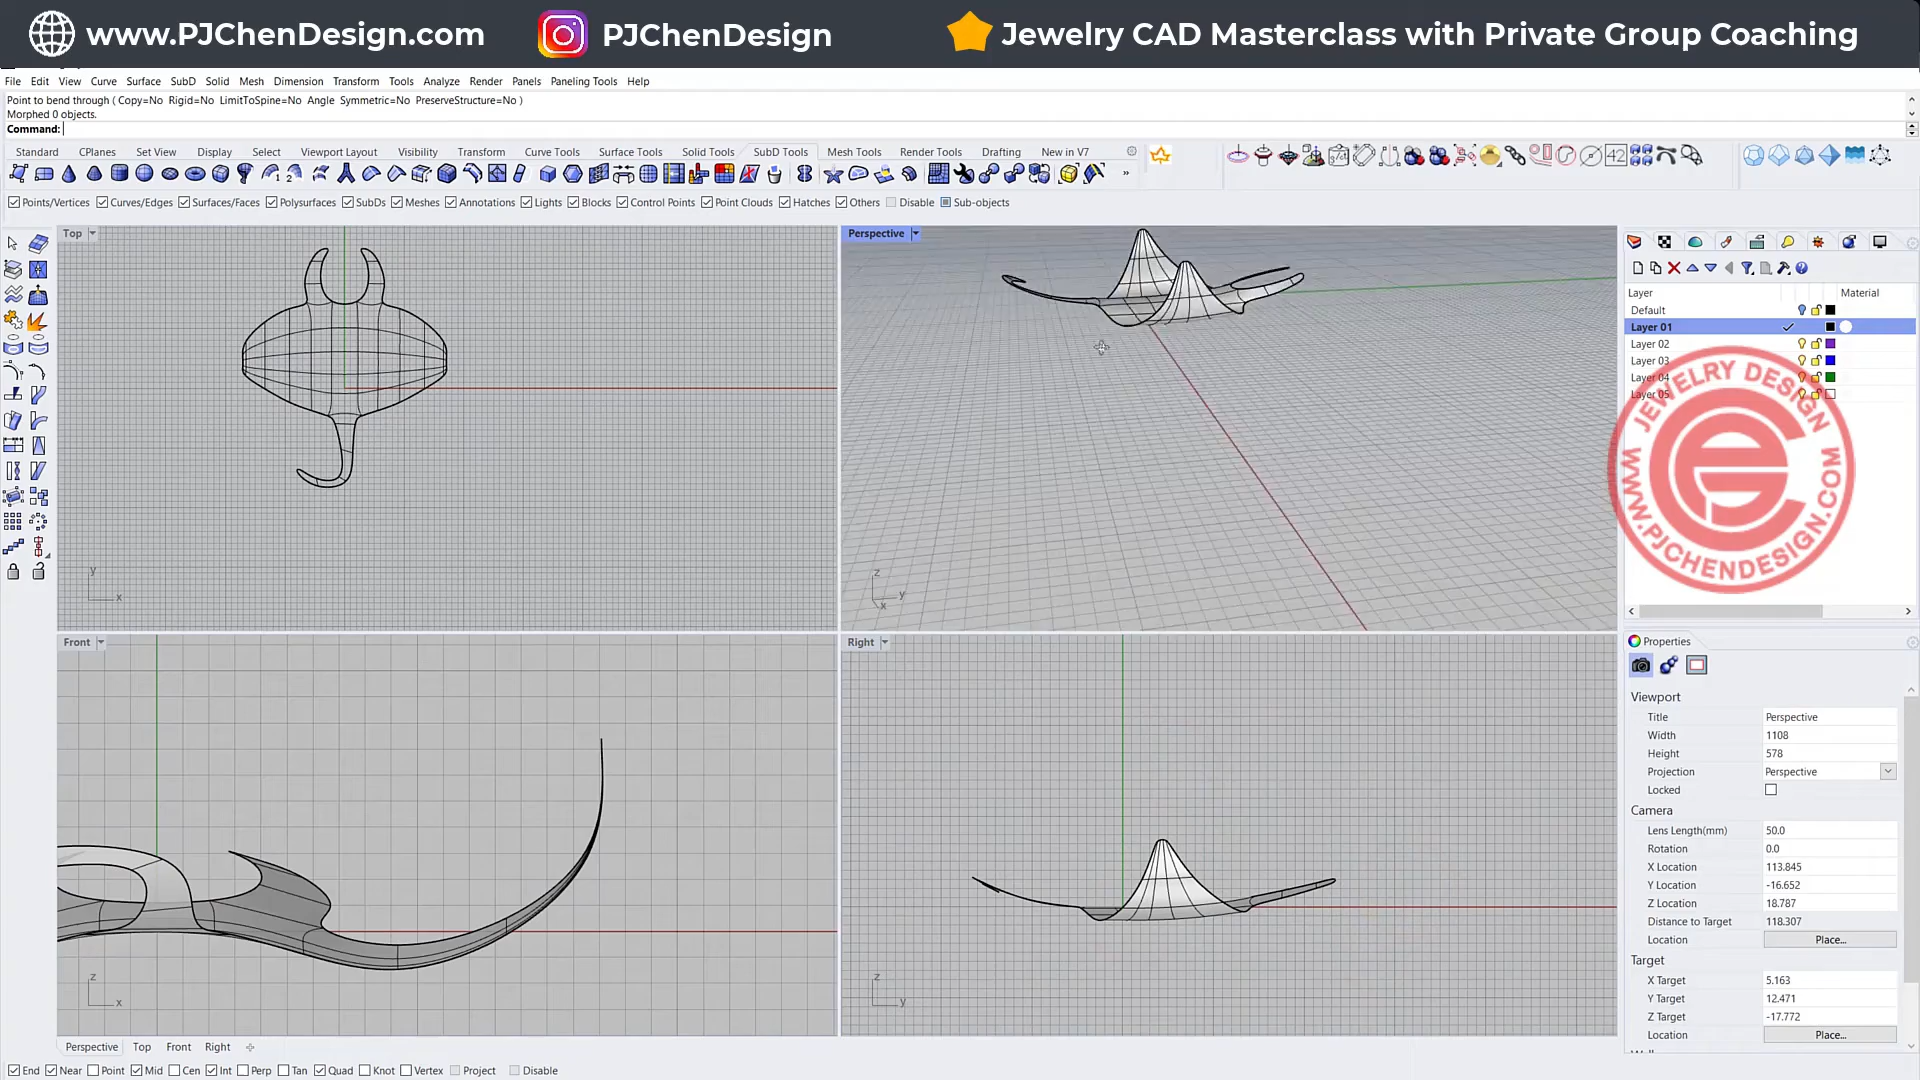 www.PJChenDesign.com PJChenDesign Jewelry CAD Masterclass with Private Group Coaching
File Edit View Curve Surface SubD Solid Mesh Dimension Transform Tools Analyze Render Panels Paneling Tools Help
Point to bend through ( Copy=No Rigid=No LimitToSpine=No Angle Symmetric=No PreserveStructure=No )
Morphed 0 objects.
Command:
Standard CPlanes Set View Display Select Viewport Layout Visibility Transform Curve Tools Surface Tools Solid Tools SubD Tools Mesh Tools Render Tools Drafting New in V7
42
Points/Vertices Curves/Edges Surfaces/Faces Polysurfaces SubDs Meshes Annotations Lights Blocks Control Points Point Clouds Hatches Others Disable Sub-objects
Top
Perspective
Layer Material
Default
Layer 01
Layer 02
Layer 03
Layer 04
Layer 05
JEWELRY DESIGN
WWW.PJCHENDESIGN.COM
y
x
z
y
x
Front
Right
z
x
z
y
Properties
Viewport
Title Perspective
Width 1108
Height 578
Projection Perspective
Locked
Camera
Lens Length(mm) 50.0
Rotation 0.0
X Location 113.845
Y Location -16.652
Z Location 18.787
Distance to Target 118.307
Location Place...
Target
X Target 5.163
Y Target 12.471
Z Target -17.772
Location Place...
Perspective Top Front Right
End Near Point Mid Cen Int Perp Tan Quad Knot Vertex Project Disable